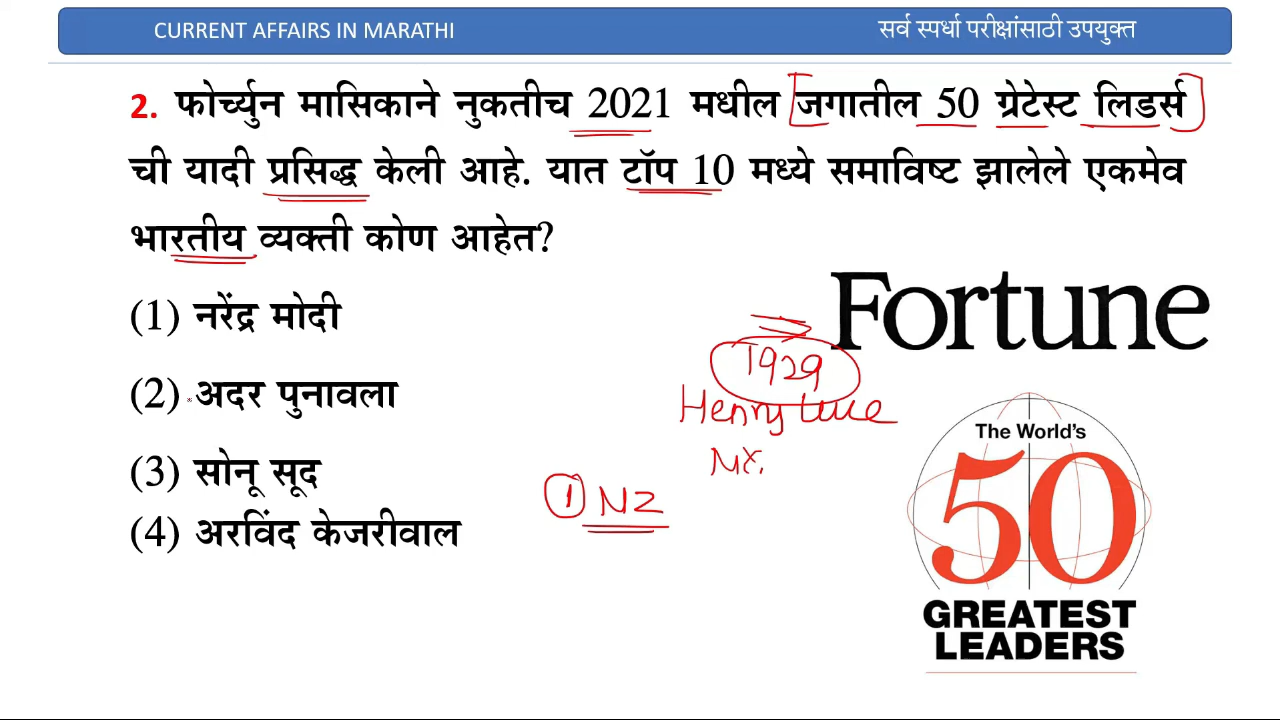 CURRENT AFFAIRS IN MARATHI
सर्व स्पर्धा परीक्षांसाठी उपयुक्त
2. फोर्च्युन मासिकाने नुकतीच 2021 मधील जगातील 50 ग्रेटेस्ट लिडर्स
ची यादी प्रसिद्ध केली आहे. यात टॉप 10 मध्ये समाविष्ट झालेले एकमेव
भारतीय व्यक्ती कोण आहेत?
(1) नरेंद्र मोदी
(2) अदर पुनावला
(3) सोनू सूद
(4) अरविंद केजरीवाल
Fortune
1929
Henry Luce
① NZ
The World's
50
GREATEST
LEADERS